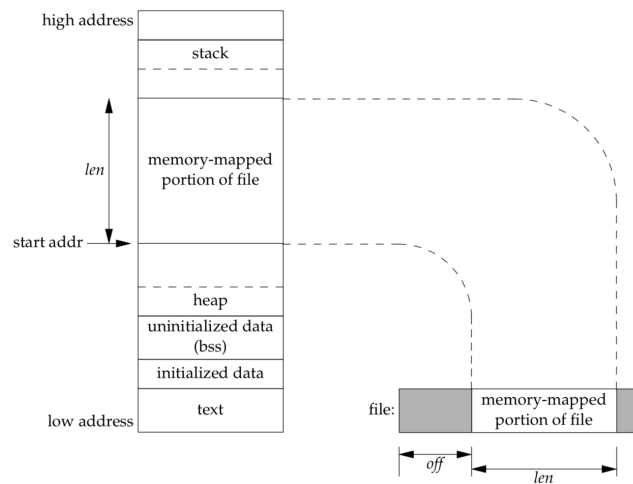 high address
stack
memory-mapped
portion of file
len
start addr
heap
uninitialized data
(bss)
initialized data
text
low address
file:
memory-mapped
portion of file
off
len